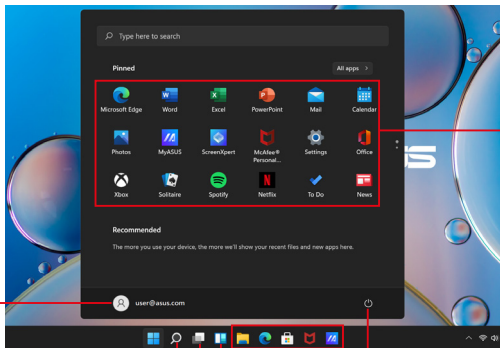 Type here to search
Pinned
All apps >
Microsoft Edge
Word
Excel
PowerPoint
Mail
Calendar
Photos
MyASUS
ScreenXpert
McAfee®
Personal...
Settings
Office
Xbox
Solitaire
Spotify
Netflix
To Do
News
Recommended
The more you use your device, the more we'll show your recent files and new apps here.
user@asus.com